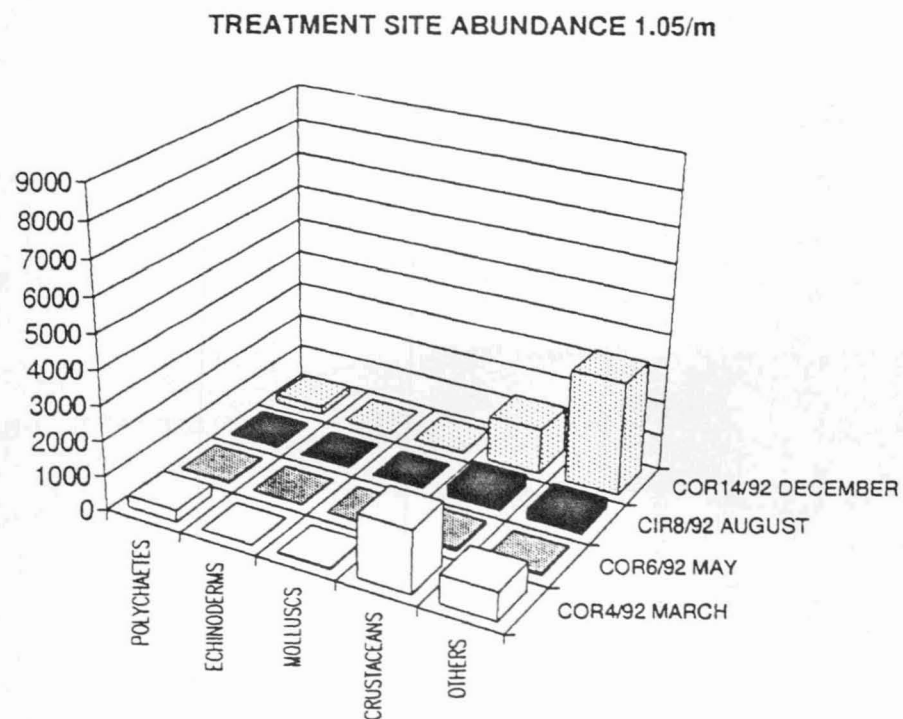 TREATMENT SITE ABUNDANCE 1.05/m
9000
8000
7000
6000
5000
4000
3000
2000
1000
0
POLYCHAETES
ECHINODERMS
MOLLUSCS
CRUSTACEANS
OTHERS
COR14/92 DECEMBER
CIR8/92 AUGUST
COR6/92 MAY
COR4/92 MARCH